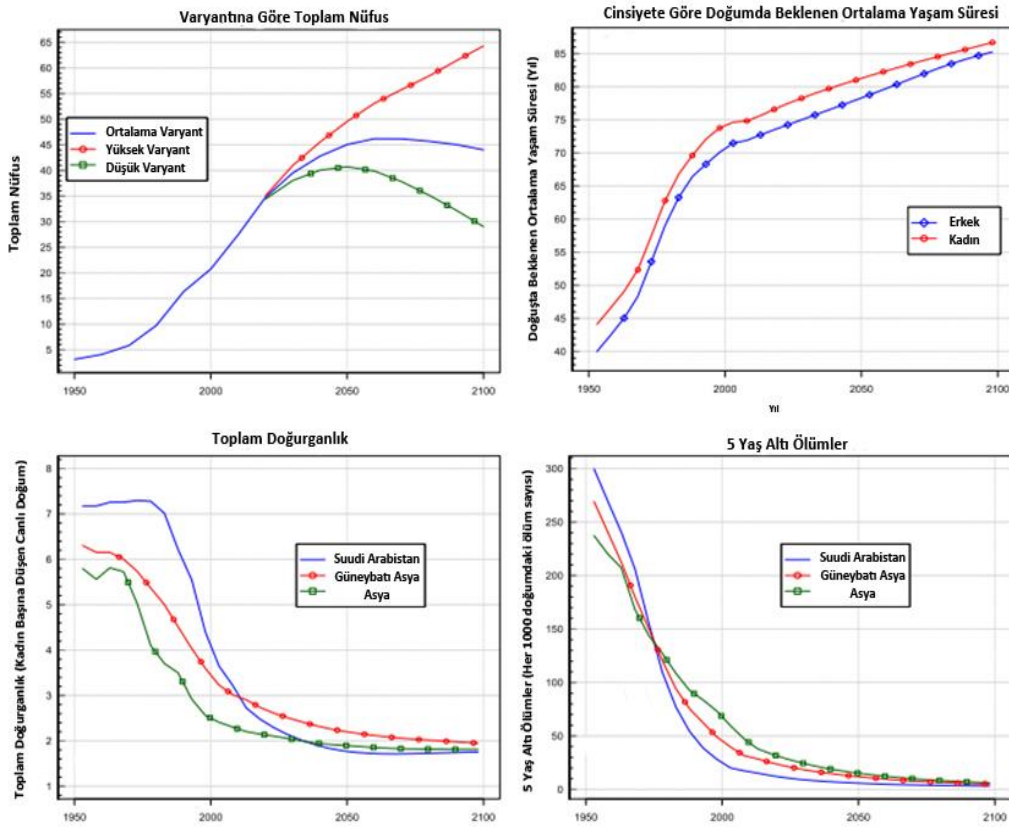 Varyantına Göre Toplam Nüfus
Toplam Nüfus
65
60
55
50
45
40
35
30
25
20
15
10
5
Ortalama Varyant
Yüksek Varyant
Düşük Varyant
1950
2000
2050
2100
Cinsiyete Göre Doğumda Beklenen Ortalama Yaşam Süresi
Doğuşta Beklenen Ortalama Yaşam Süresi (Yıl)
85
80
75
70
65
60
55
50
45
40
Erkek
Kadın
1950
2000
2050
2100
Yıl
Toplam Doğurganlık
Toplam Doğurganlık (Kadın Başına Düşen Canlı Doğum)
8
7
6
5
4
3
2
1
Suudi Arabistan
Güneybatı Asya
Asya
1950
2000
2050
2100
5 Yaş Altı Ölümler
5 Yaş Altı Ölümler (Her 1000 doğumdaki ölüm sayısı)
300
250
200
150
100
50
0
Suudi Arabistan
Güneybatı Asya
Asya
1950
2000
2050
2100